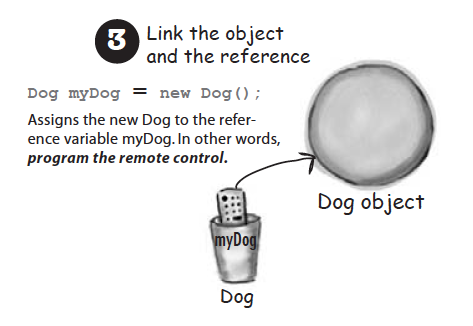 3 Link the object
and the reference
Dog myDog = new Dog();
Assigns the new Dog to the refer-
ence variable myDog. In other words,
program the remote control.
Dog object
myDog
Dog